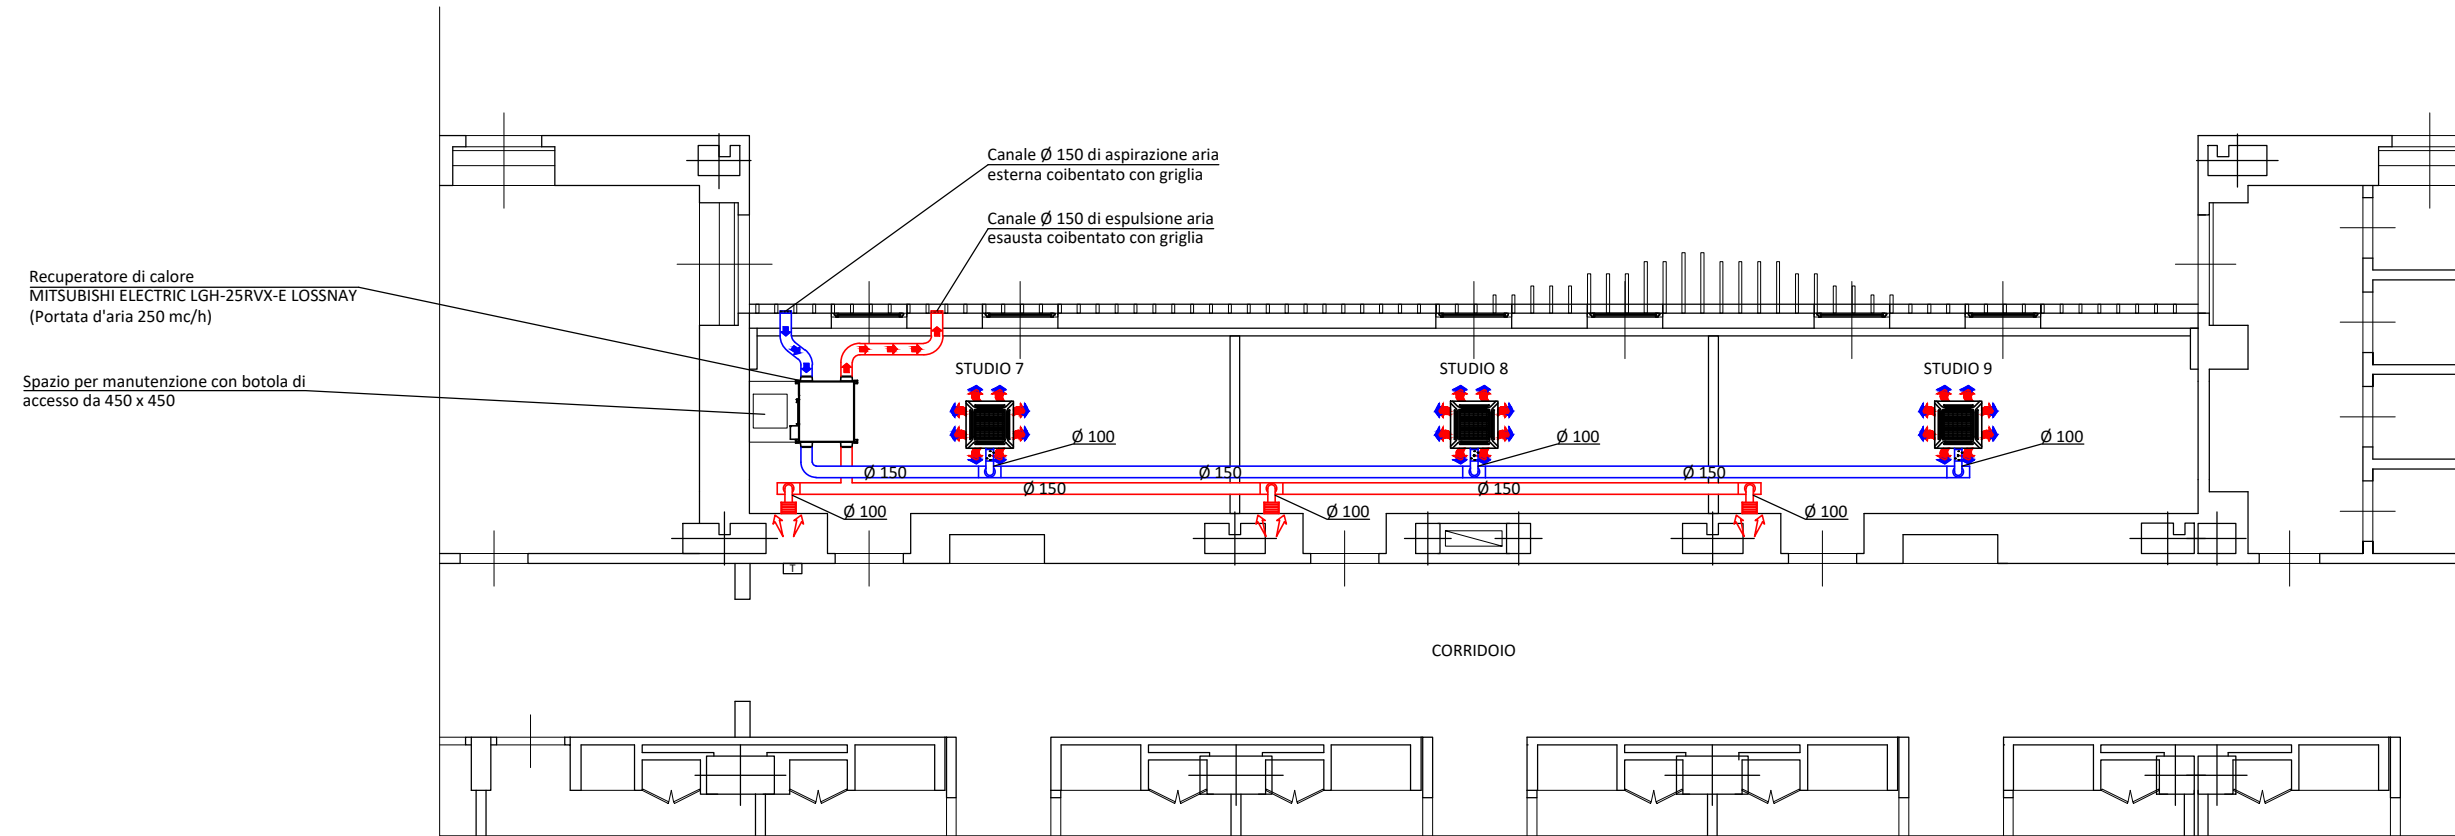 Canale Ø 150 di aspirazione aria
esterna coibentato con griglia
Canale Ø 150 di espulsione aria
esausta coibentato con griglia
Recuperatore di calore
MITSUBISHI ELECTRIC LGH-25RVX-E LOSSNAY
(Portata d'aria 250 mc/h)
Spazio per manutenzione con botola di
accesso da 450 x 450
STUDIO 7
STUDIO 8
STUDIO 9
Ø 100
Ø 100
Ø 100
Ø 150
Ø 150
Ø 150
Ø 150
Ø 150
Ø 100
Ø 100
Ø 100
T
CORRIDOIO